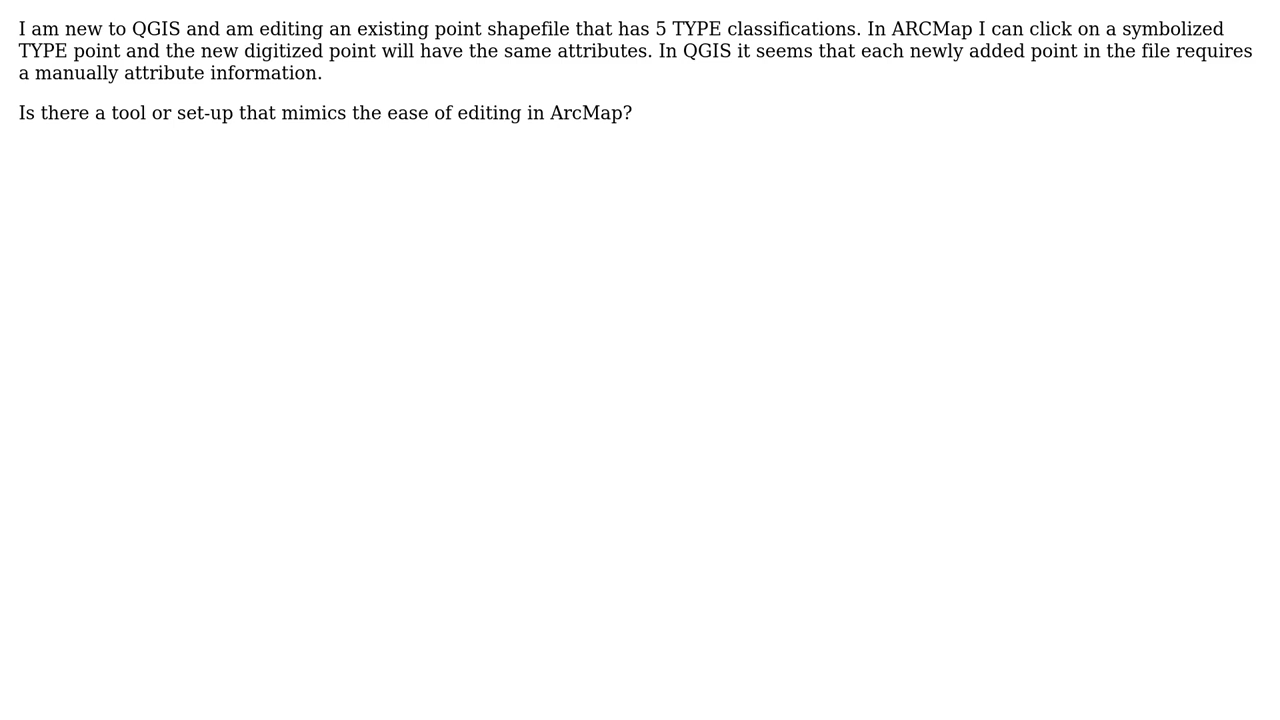 I am new to QGIS and am editing an existing point shapefile that has 5 TYPE classifications. In ARCMap I can click on a symbolized
TYPE point and the new digitized point will have the same attributes. In QGIS it seems that each newly added point in the file requires
a manually attribute information.
Is there a tool or set-up that mimics the ease of editing in ArcMap?